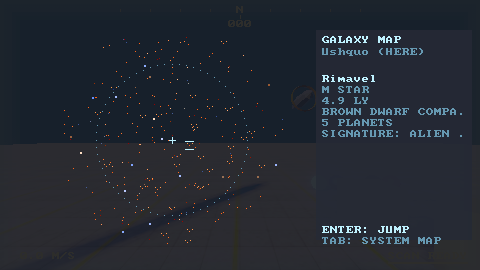 N
000
GALAXY MAP
Ushquo (HERE)
Rimavel
M STAR
4.9 LY
BROWN DWARF COMPA.
5 PLANETS
SIGNATURE: ALIEN .
ENTER: JUMP
TAB: SYSTEM MAP
M/S